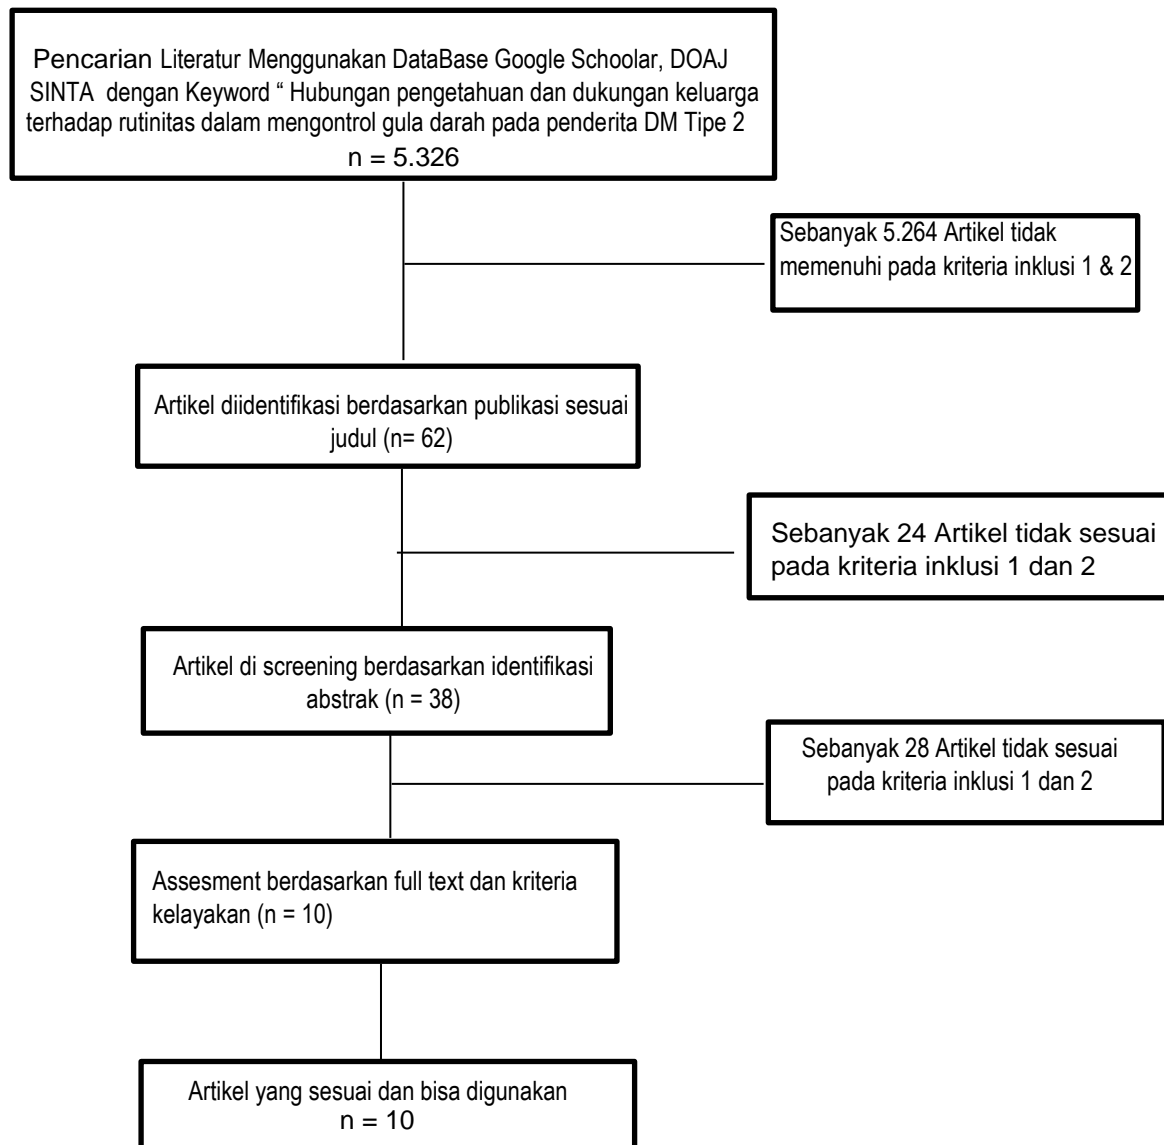 Pencarian Literatur Menggunakan DataBase Google Schoolar, DOAJ
SINTA dengan Keyword “ Hubungan pengetahuan dan dukungan keluarga
terhadap rutinitas dalam mengontrol gula darah pada penderita DM Tipe 2
n = 5.326
Sebanyak 5.264 Artikel tidak
memenuhi pada kriteria inklusi 1 & 2
Artikel diidentifikasi berdasarkan publikasi sesuai
judul (n= 62)
Sebanyak 24 Artikel tidak sesuai
pada kriteria inklusi 1 dan 2
Artikel di screening berdasarkan identifikasi
abstrak (n = 38)
Sebanyak 28 Artikel tidak sesuai
pada kriteria inklusi 1 dan 2
Assesment berdasarkan full text dan kriteria
kelayakan (n = 10)
Artikel yang sesuai dan bisa digunakan
n = 10